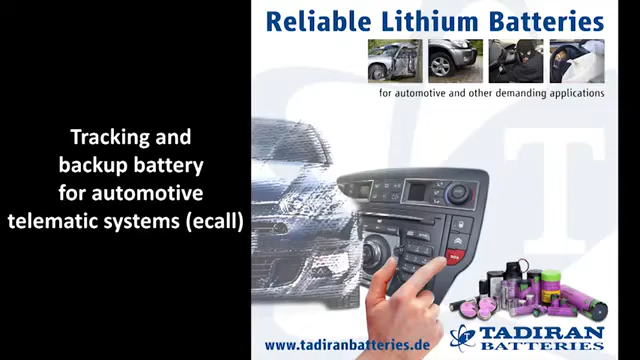 Tracking and
backup battery
for automotive
telematic systems (ecall)
Reliable Lithium Batteries
for automotive and other demanding applications
SOS
www.tadiranbatteries.de
TADIRAN
BATTERIES